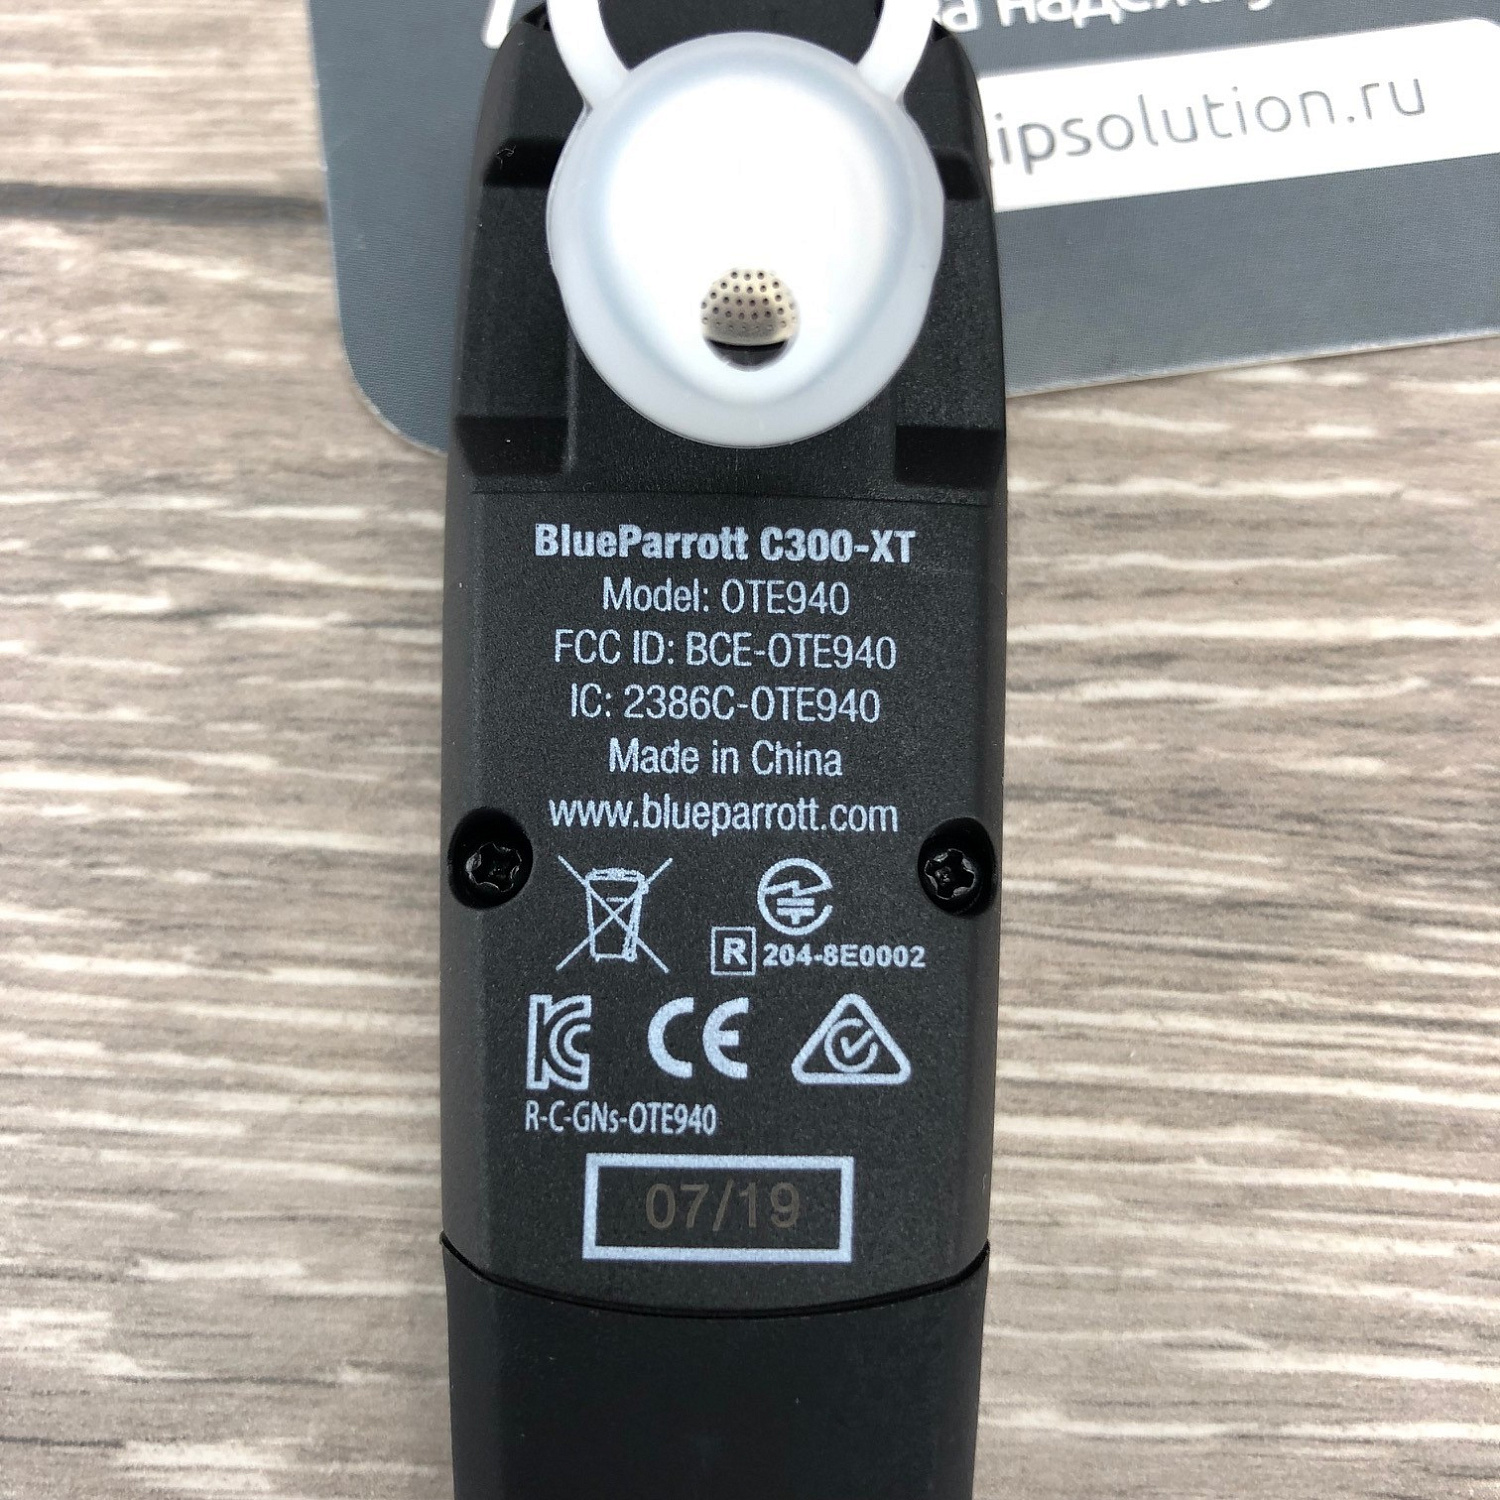 ipsolution.ru
BlueParrott C300-XT
Model: OTE940
FCC ID: BCE-OTE940
IC: 2386C-OTE940
Made in China
www.blueparrott.com
R 204-8E0002
CE
R-C-GNs-OTE940
07/19